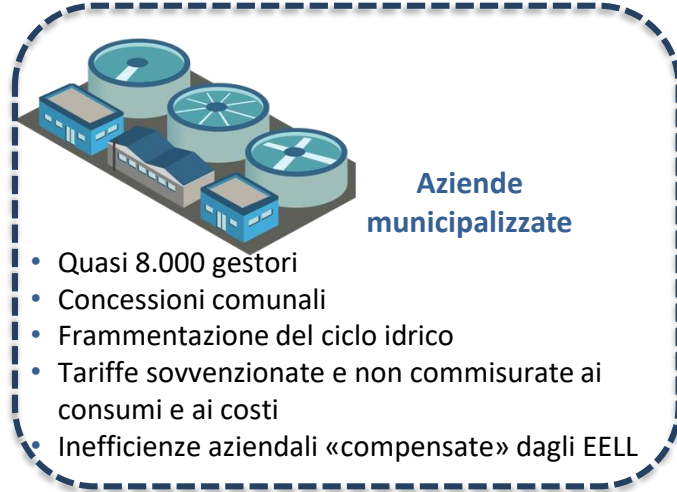 Aziende
municipalizzate
• Quasi 8.000 gestori
• Concessioni comunali
• Frammentazione del ciclo idrico
• Tariffe sovvenzionate e non commisurate ai
consumi e ai costi
• Inefficienze aziendali «compensate» dagli EELL